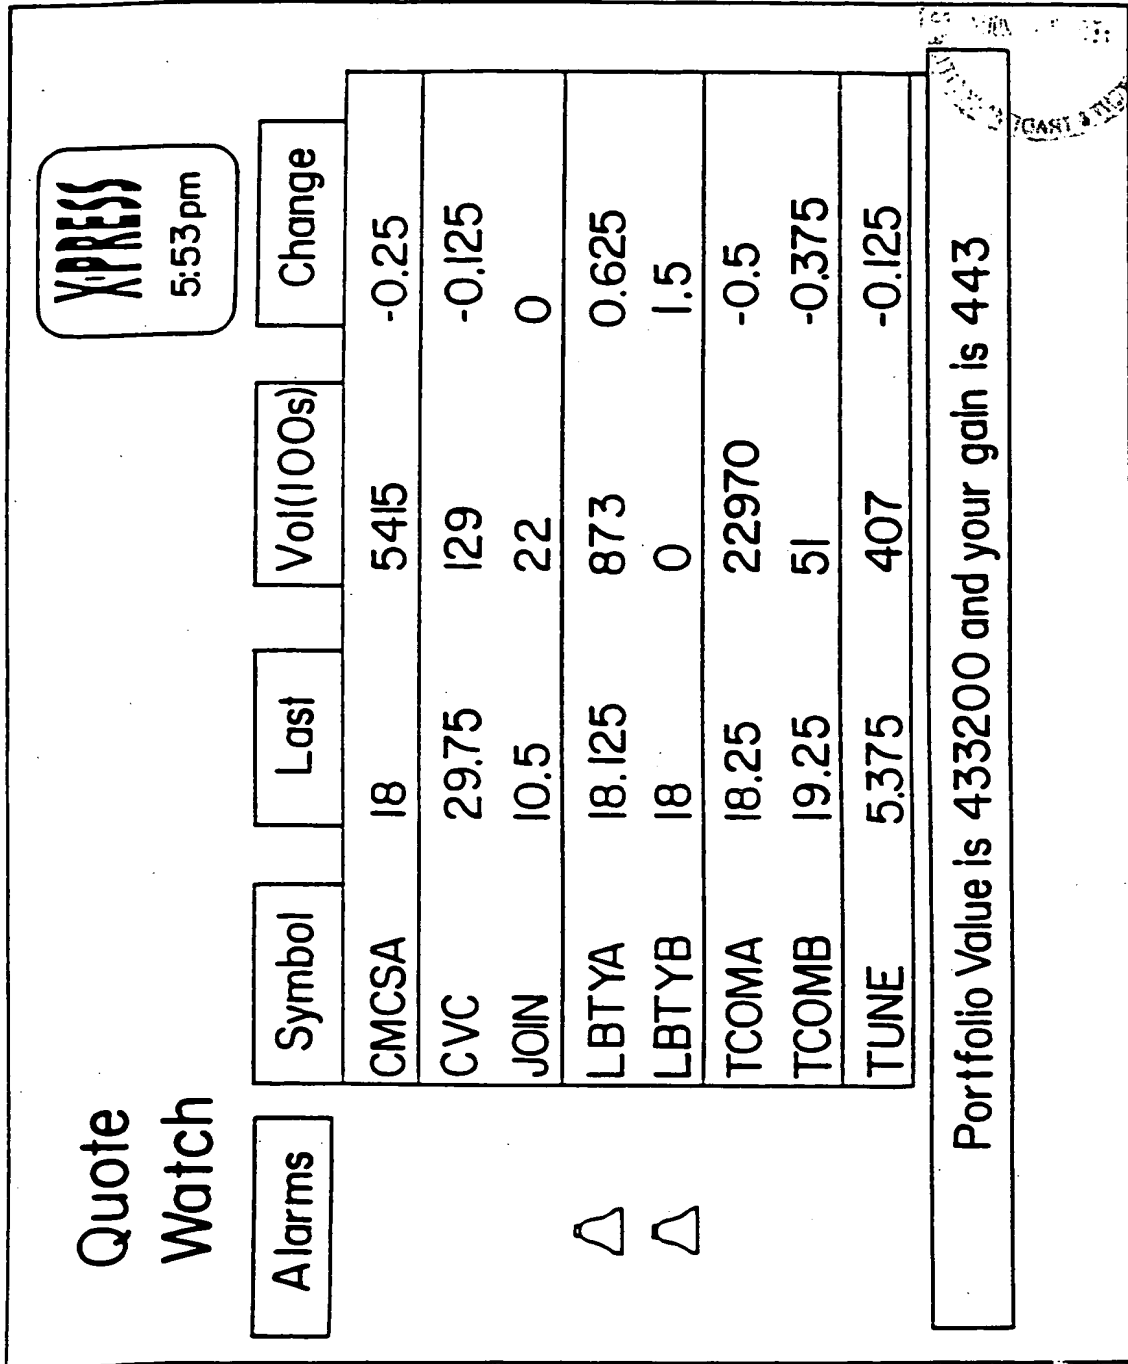 Quote
Watch
X·PRESS
5:53pm
Alarms Symbol Last Vol(100s) Change
CMCSA 18 5415 -0.25
CVC 29.75 129 -0.125
JOIN 10.5 22 0
LBTYA 18.125 873 0.625
LBTYB 18 0 1.5
TCOMA 18.25 22970 -0.5
TCOMB 19.25 51 -0.375
TUNE 5.375 407 -0.125
Portfolio Value is 433200 and your gain is 443